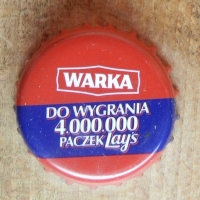 WARKA
DO WYGRANIA
4.000.000
PACZEK Lay's